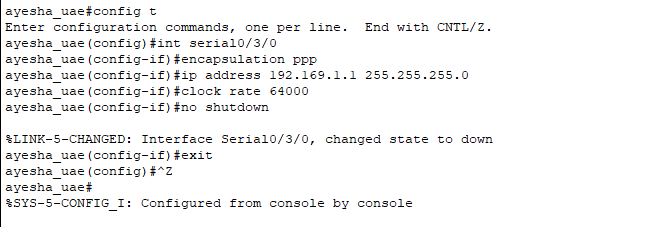 ayesha_uae#config t
Enter configuration commands, one per line.  End with CNTL/Z.
ayesha_uae(config)#int serial0/3/0
ayesha_uae(config-if)#encapsulation ppp
ayesha_uae(config-if)#ip address 192.169.1.1 255.255.255.0
ayesha_uae(config-if)#clock rate 64000
ayesha_uae(config-if)#no shutdown
%LINK-5-CHANGED: Interface Serial0/3/0, changed state to down
ayesha_uae(config-if)#exit
ayesha_uae(config)#^Z
ayesha_uae#
%SYS-5-CONFIG_I: Configured from console by console